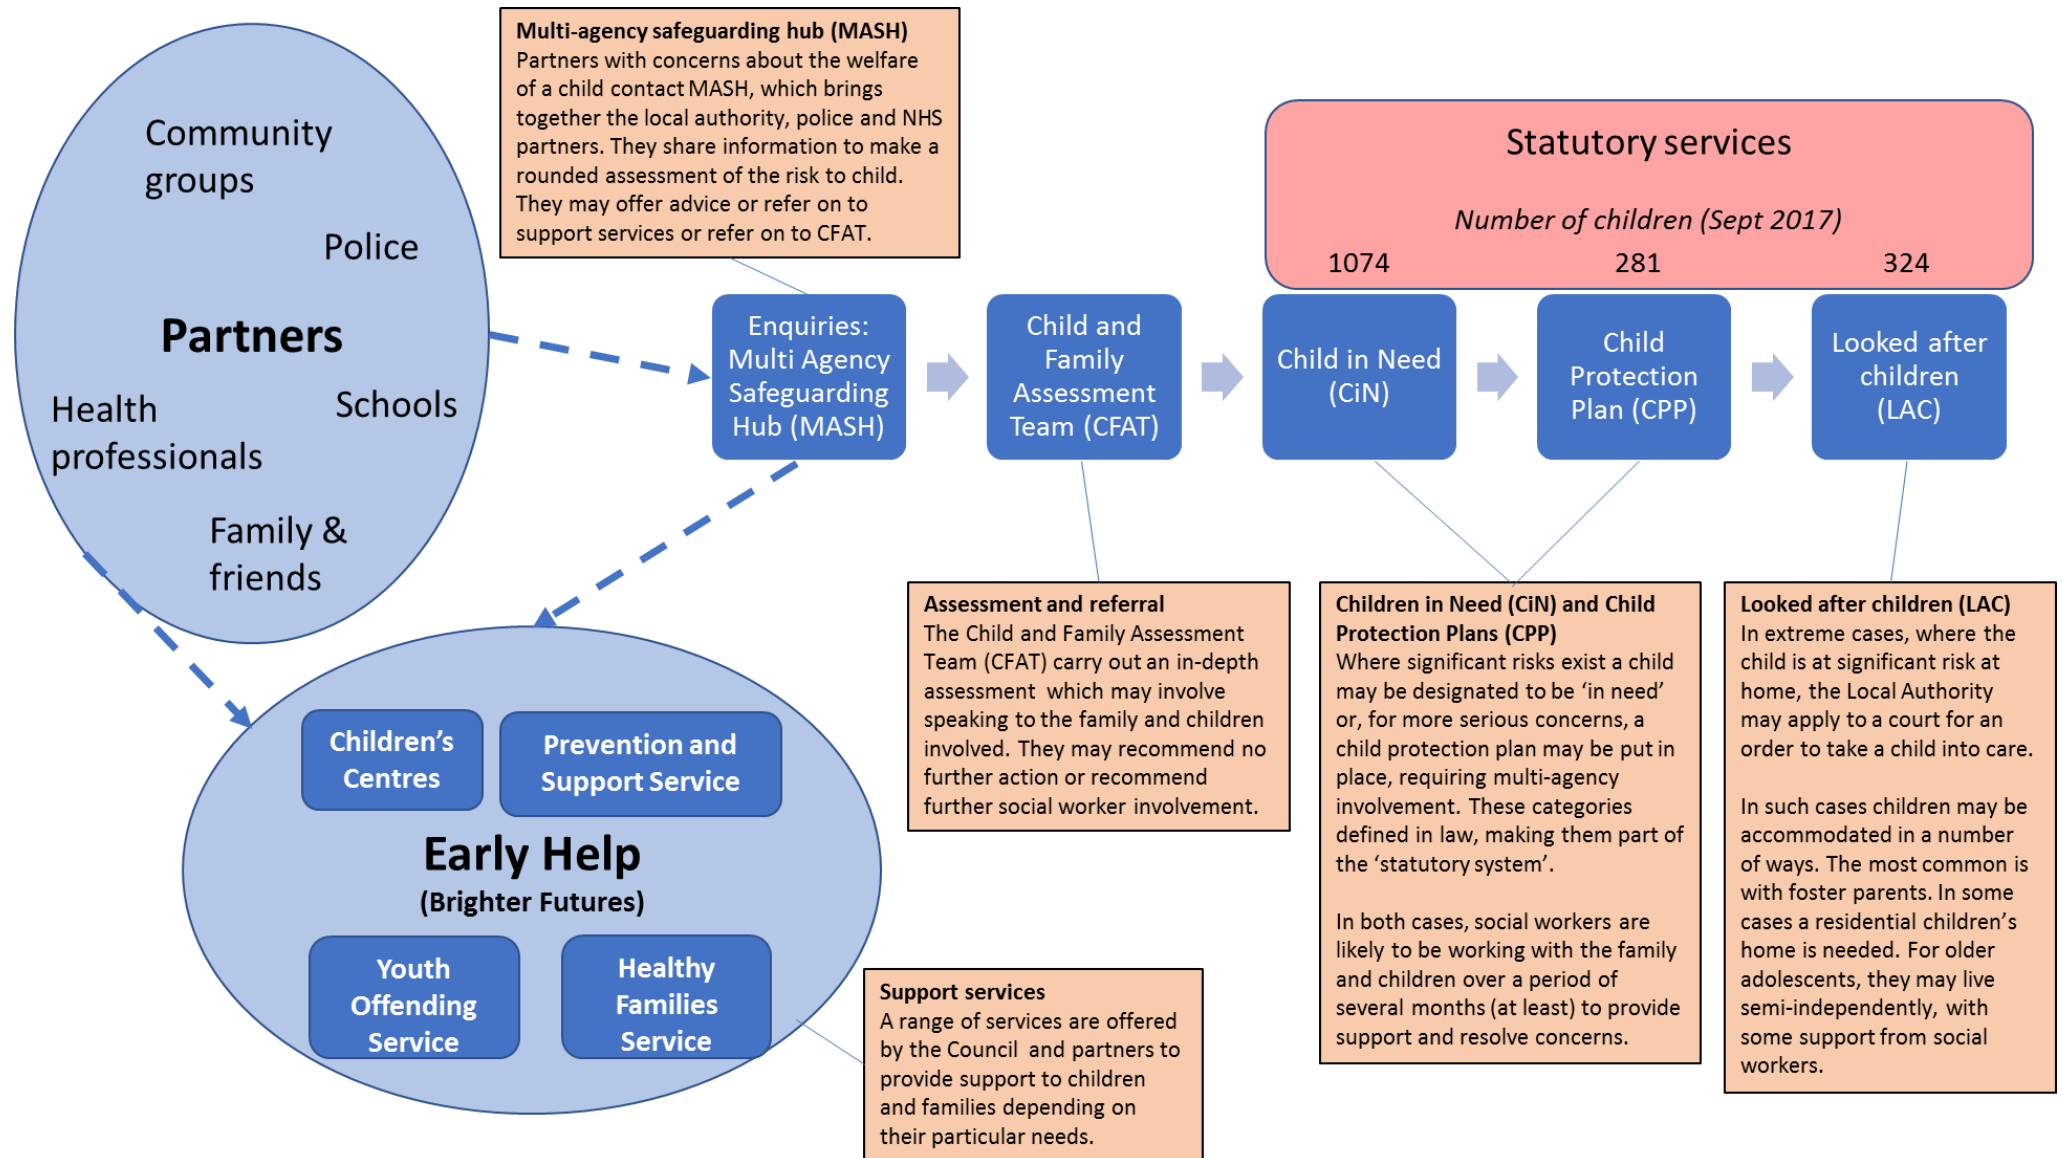 Multi-agency safeguarding hub (MASH)
Partners with concerns about the welfare
of a child contact MASH, which brings
together the local authority, police and NHS
partners. They share information to make a
rounded assessment of the risk to child.
They may offer advice or refer on to
support services or refer on to CFAT.
Community
groups
Police
Partners
Health
professionals
Schools
Family &
friends
Statutory services
Number of children (Sept 2017)
1074
281
324
Enquiries:
Multi Agency
Safeguarding
Hub (MASH)
Child and
Family
Assessment
Team (CFAT)
Child in Need
(CiN)
Child
Protection
Plan (CPP)
Looked after
children
(LAC)
Assessment and referral
The Child and Family Assessment
Team (CFAT) carry out an in-depth
assessment which may involve
speaking to the family and children
involved. They may recommend no
further action or recommend
further social worker involvement.
Children in Need (CiN) and Child
Protection Plans (CPP)
Where significant risks exist a child
may be designated to be ‘in need’
or, for more serious concerns, a
child protection plan may be put in
place, requiring multi-agency
involvement. These categories
defined in law, making them part of
the ‘statutory system’.
In both cases, social workers are
likely to be working with the family
and children over a period of
several months (at least) to provide
support and resolve concerns.
Looked after children (LAC)
In extreme cases, where the
child is at significant risk at
home, the Local Authority
may apply to a court for an
order to take a child into care.
In such cases children may be
accommodated in a number
of ways. The most common is
with foster parents. In some
cases a residential children’s
home is needed. For older
adolescents, they may live
semi-independently, with
some support from social
workers.
Children’s
Centres
Prevention and
Support Service
Early Help
(Brighter Futures)
Youth
Offending
Service
Healthy
Families
Service
Support services
A range of services are offered
by the Council and partners to
provide support to children
and families depending on
their particular needs.